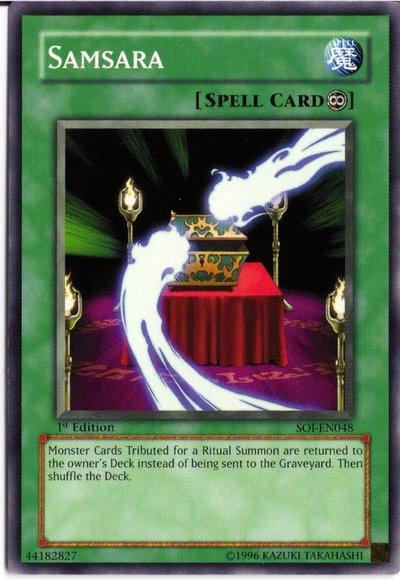 SAMSARA
SPELL
魔
[SPELL CARD♾]
1st Edition
SOI-EN048
Monster Cards Tributed for a Ritual Summon are returned to
the owner's Deck instead of being sent to the Graveyard. Then
shuffle the Deck.
44182827
©1996 KAZUKI TAKAHASHI